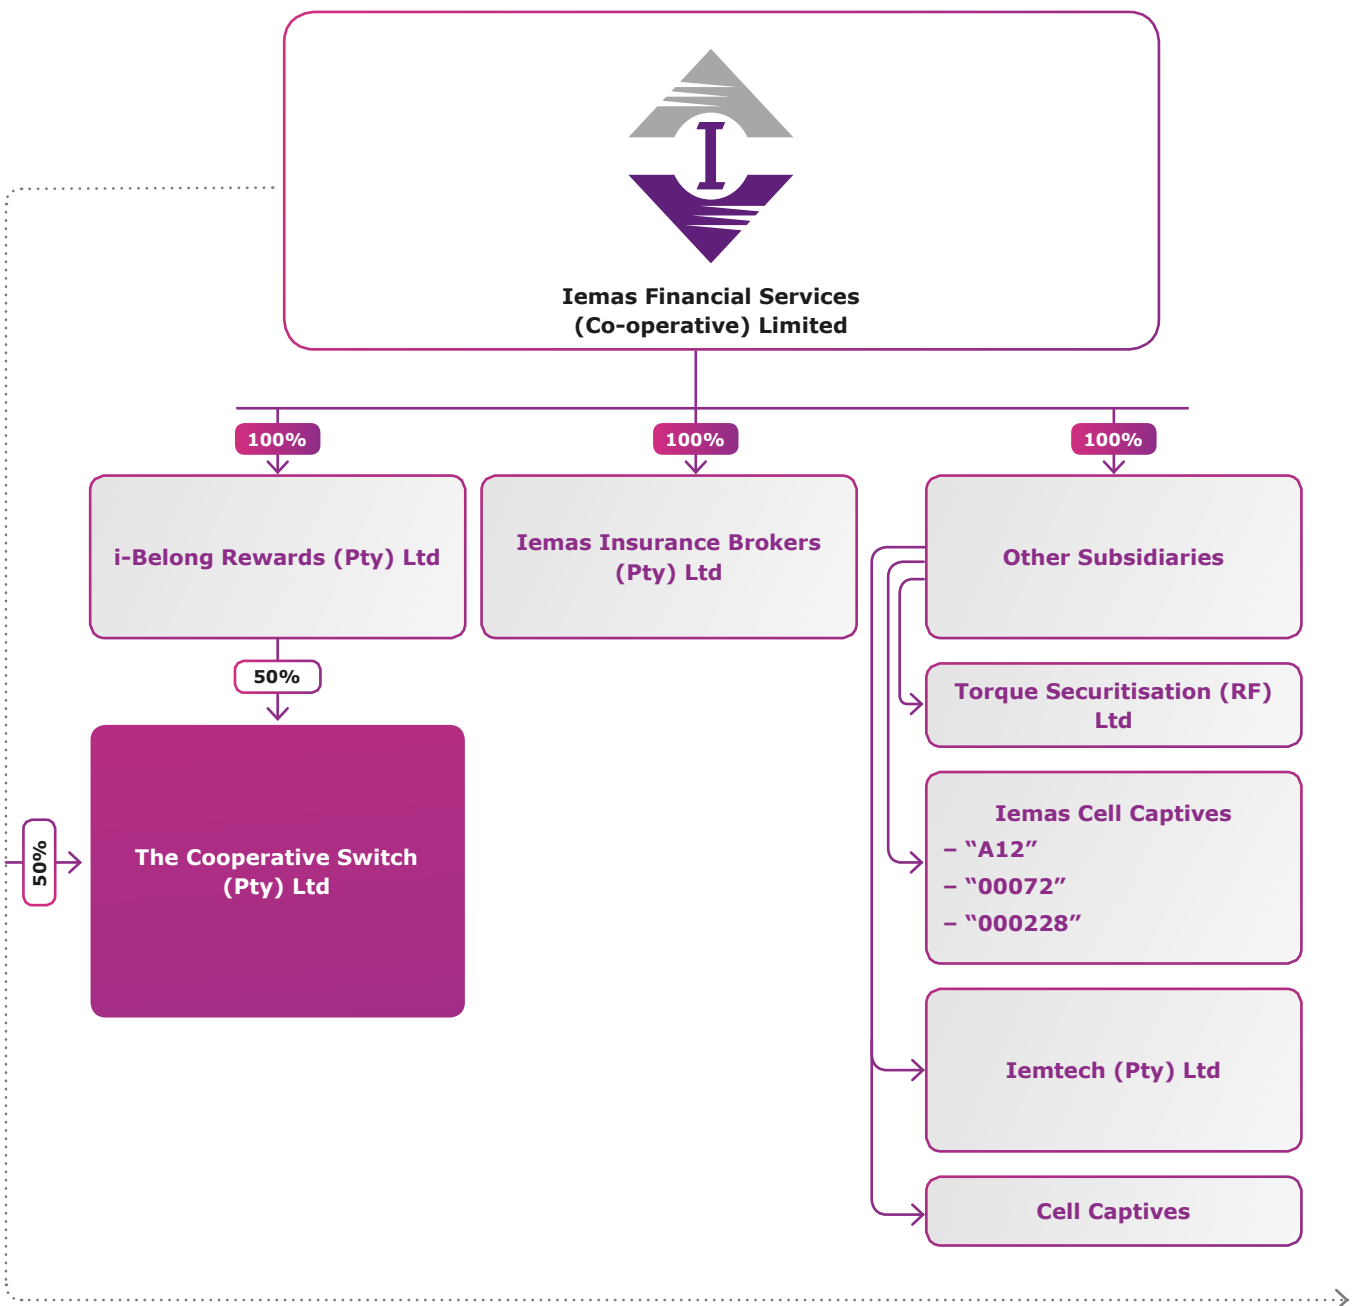 I
Iemas Financial Services
(Co-operative) Limited
100%
100%
100%
i-Belong Rewards (Pty) Ltd
Iemas Insurance Brokers
(Pty) Ltd
Other Subsidiaries
50%
Torque Securitisation (RF)
Ltd
50%
The Cooperative Switch
(Pty) Ltd
Iemas Cell Captives
– “A12”
– “00072”
– “000228”
Iemtech (Pty) Ltd
Cell Captives